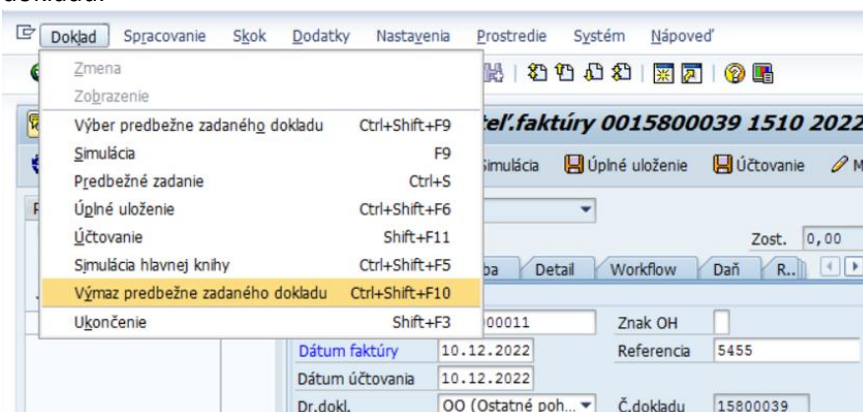 Doklad Spracovanie Skok Dodatky Nastavenia Prostredie Systém Nápoveď
Zmena
Zobrazenie
Výber predbežne zadaného dokladu Ctrl+Shift+F9
Simulácia F9
Predbežné zadanie Ctrl+S
Úplné uloženie Ctrl+Shift+F6
Účtovanie Shift+F11
Simulácia hlavnej knihy Ctrl+Shift+F5
Výmaz predbežne zadaného dokladu Ctrl+Shift+F10
Ukončenie Shift+F3
teľ.faktúry 0015800039 1510 2022
Simulácia Úplné uloženie Účtovanie M
Zost. 0,00
ba Detail Workflow Daň R..
000011 Znak OH
Dátum faktúry 10.12.2022 Referencia 5455
Dátum účtovania 10.12.2022
Dr.dokl. OO (Ostatné poh... Č.dokladu 15800039